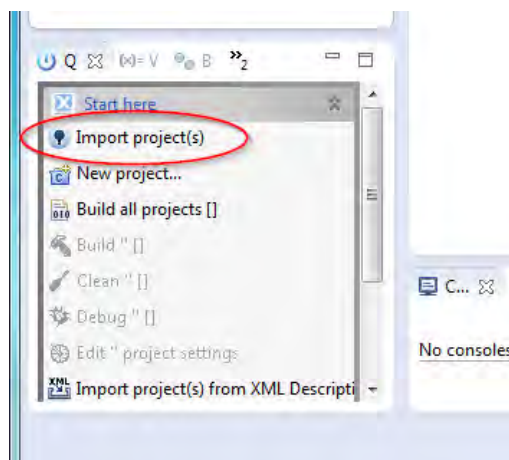 Q (x)= V B »2
Start here
Import project(s)
New project...
Build all projects []
Build '' []
Clean '' []
Debug '' []
Edit '' project settings
Import project(s) from XML Descripti
C...
No consoles